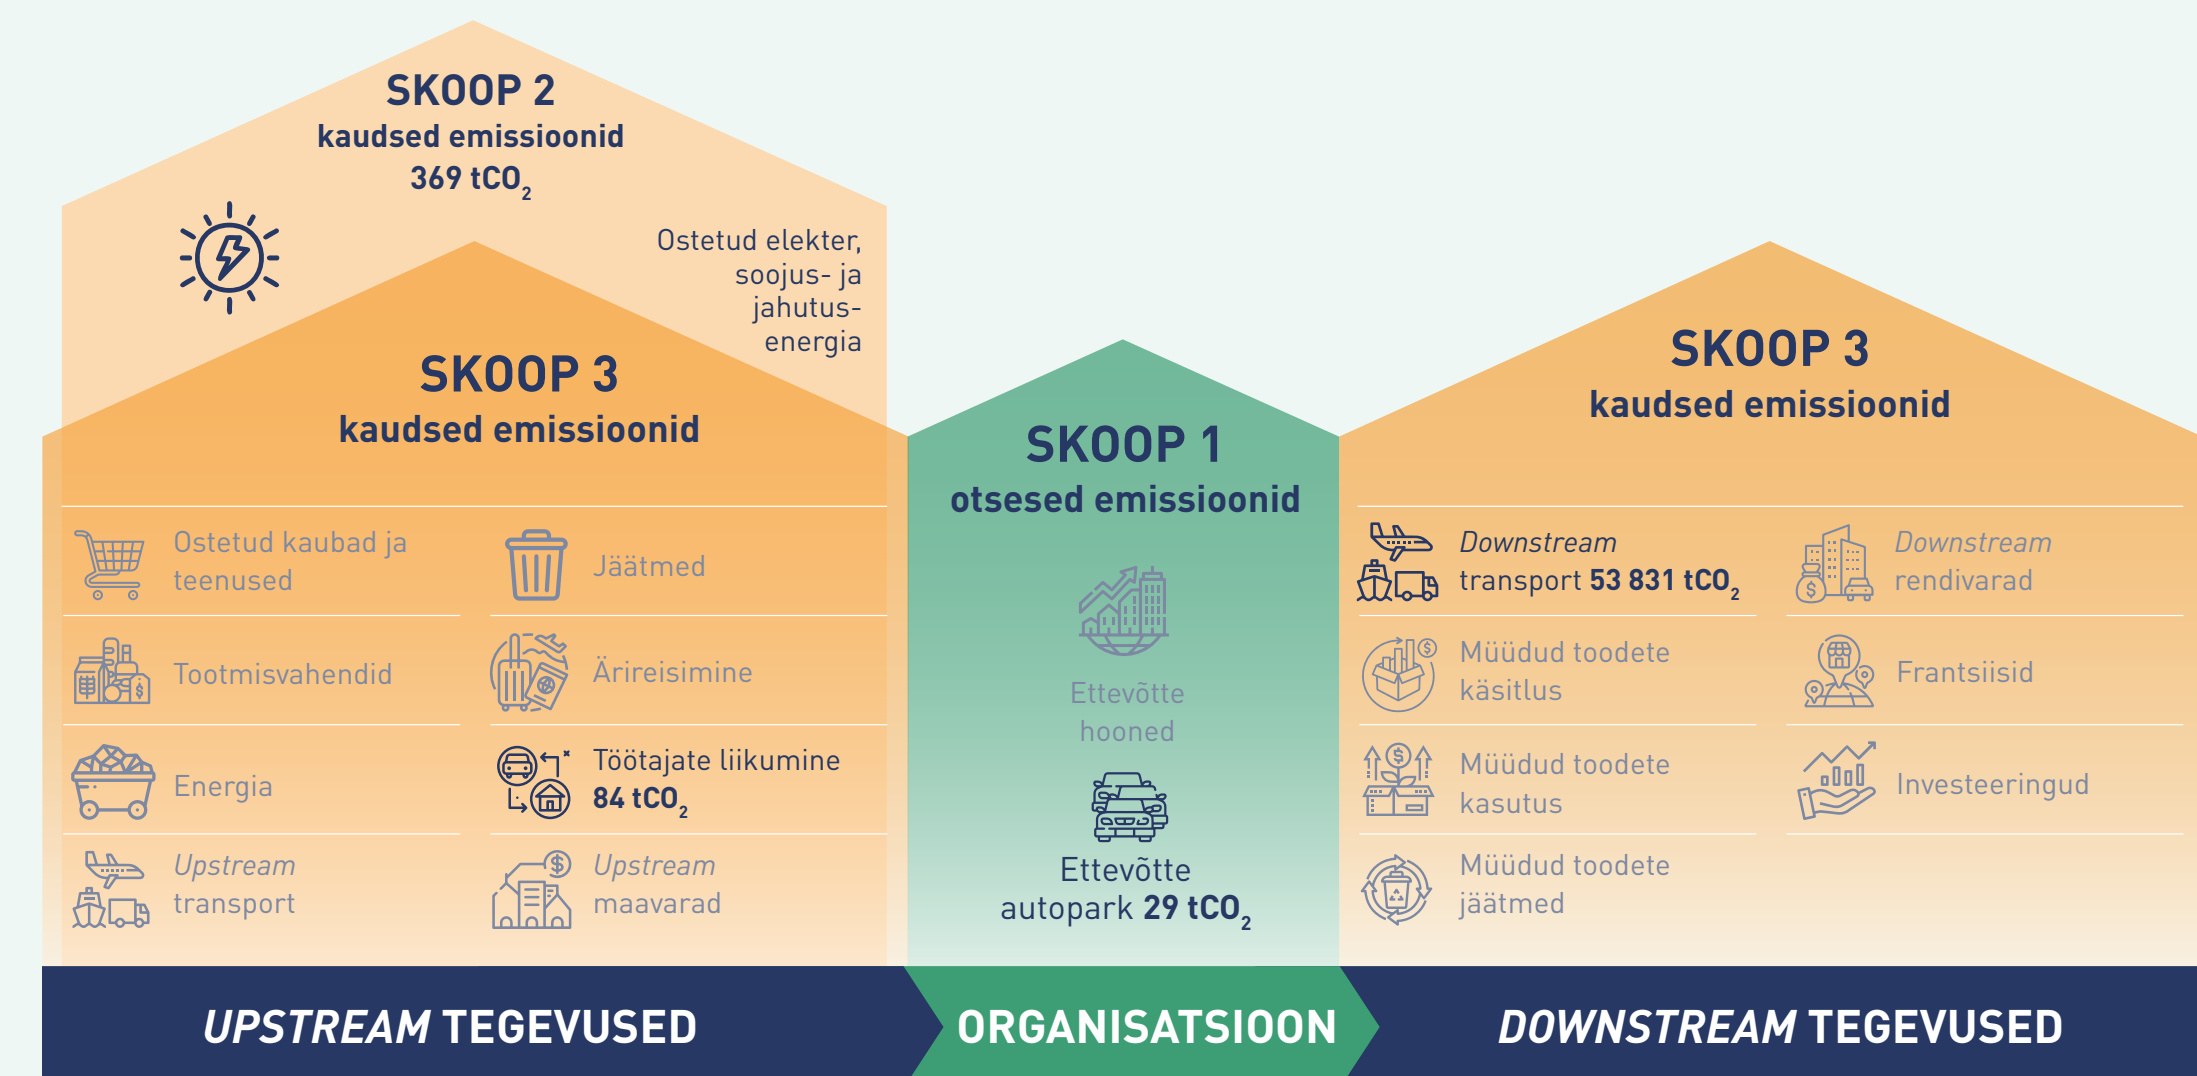 SKOOP 2
kaudsed emissioonid
369 tCO₂
Ostetud elekter,
soojus- ja
jahutus-
energia
SKOOP 3
kaudsed emissioonid
Ostetud kaubad ja
teenused
Jäätmed
Tootmisvahendid
Ärireisimine
Energia
Töötajate liikumine
84 tCO₂
Upstream
transport
Upstream
maavarad
SKOOP 1
otsesed emissioonid
Ettevõtte
hooned
Ettevõtte
autopark 29 tCO₂
SKOOP 3
kaudsed emissioonid
Downstream
transport 53 831 tCO₂
Downstream
rendivarad
Müüdud toodete
käsitlus
Frantsiisid
Müüdud toodete
kasutus
Investeeringud
Müüdud toodete
jäätmed
UPSTREAM TEGEVUSED
ORGANISATSIOON
DOWNSTREAM TEGEVUSED